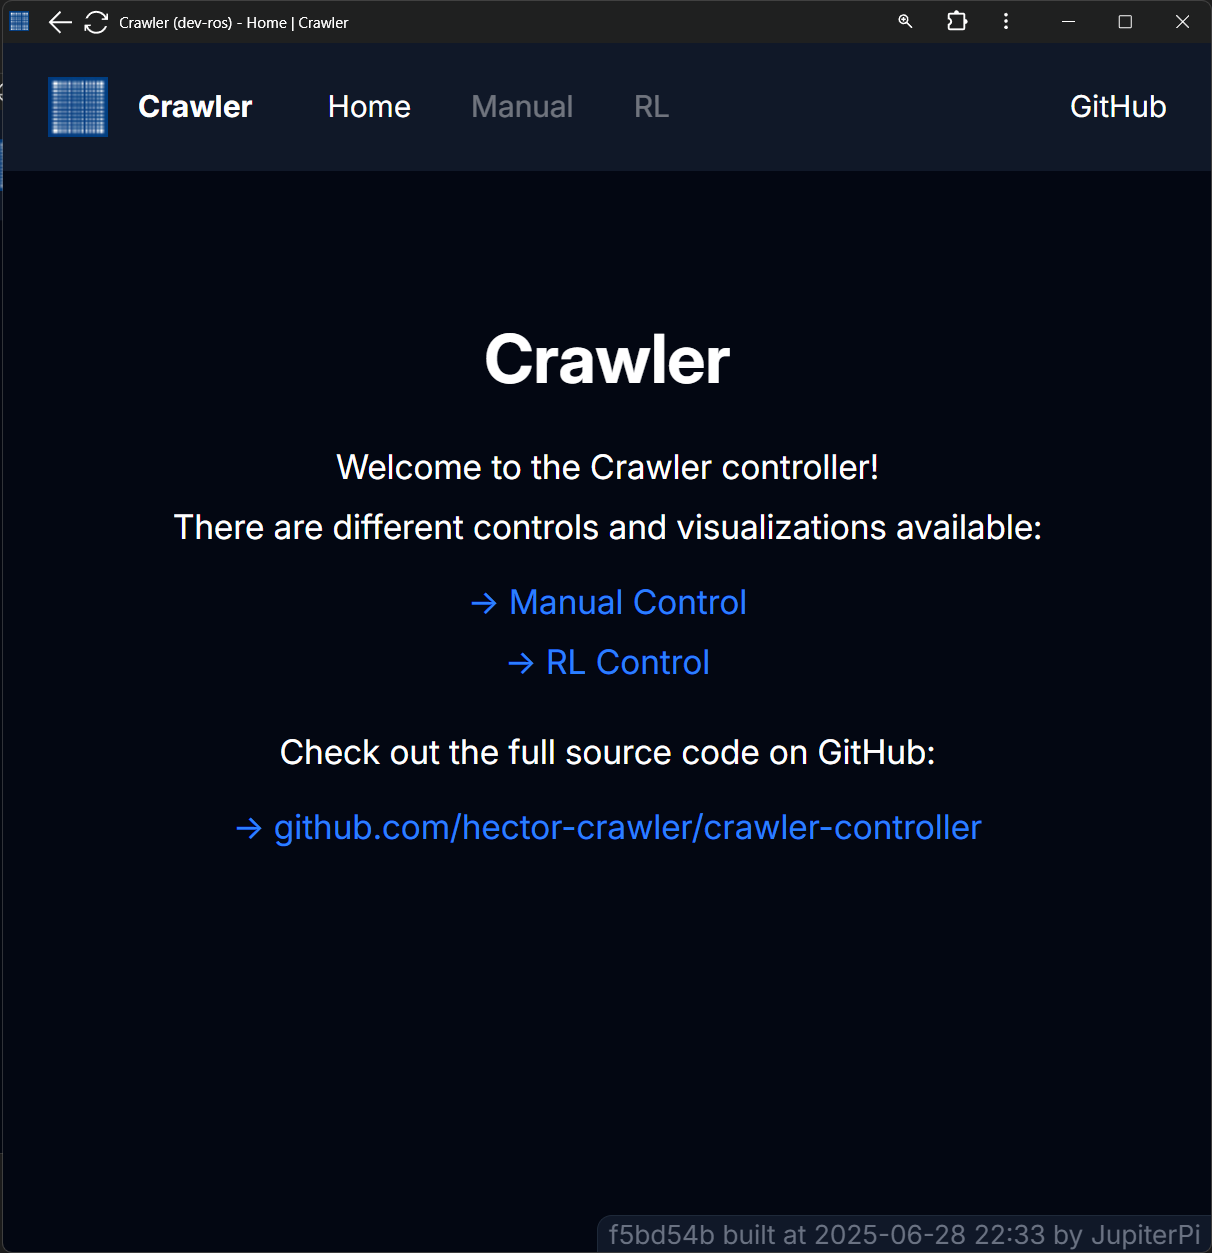 Crawler (dev-ros) - Home | Crawler
Crawler Home Manual RL GitHub
Crawler
Welcome to the Crawler controller!
There are different controls and visualizations available:
→ Manual Control
→ RL Control
Check out the full source code on GitHub:
→ github.com/hector-crawler/crawler-controller
f5bd54b built at 2025-06-28 22:33 by JupiterPi